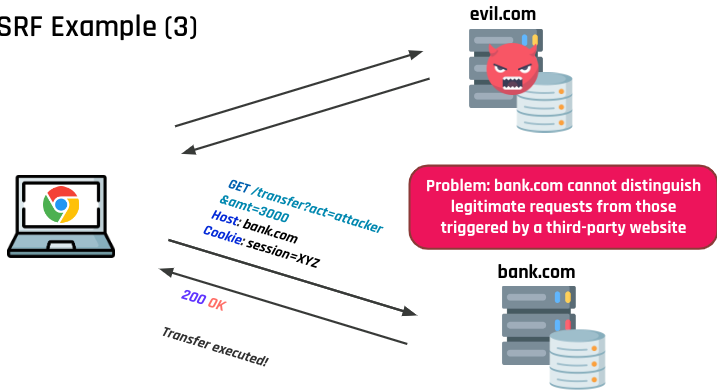 SRF Example (3)
evil.com
GET /transfer?act=attacker
&amt=3000
Host: bank.com
Cookie: session=XYZ
Problem: bank.com cannot distinguish
legitimate requests from those
triggered by a third-party website
bank.com
200 OK
Transfer executed!